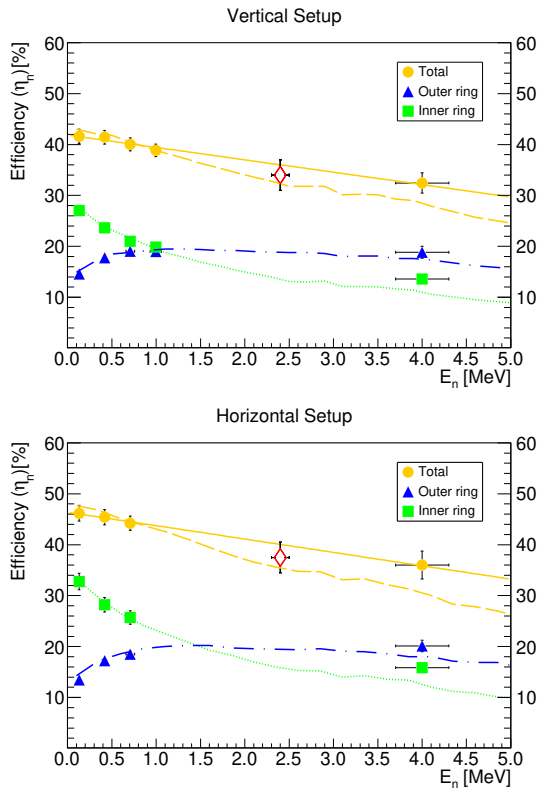 Vertical Setup
Efficiency (η_n)[%]
60 60
50 50
40 40
30 30
20 20
10 10
Total
Outer ring
Inner ring
0.0 0.5 1.0 1.5 2.0 2.5 3.0 3.5 4.0 4.5 5.0
E_n [MeV]
Horizontal Setup
Efficiency (η_n)[%]
60 60
50 50
40 40
30 30
20 20
10 10
Total
Outer ring
Inner ring
0.0 0.5 1.0 1.5 2.0 2.5 3.0 3.5 4.0 4.5 5.0
E_n [MeV]